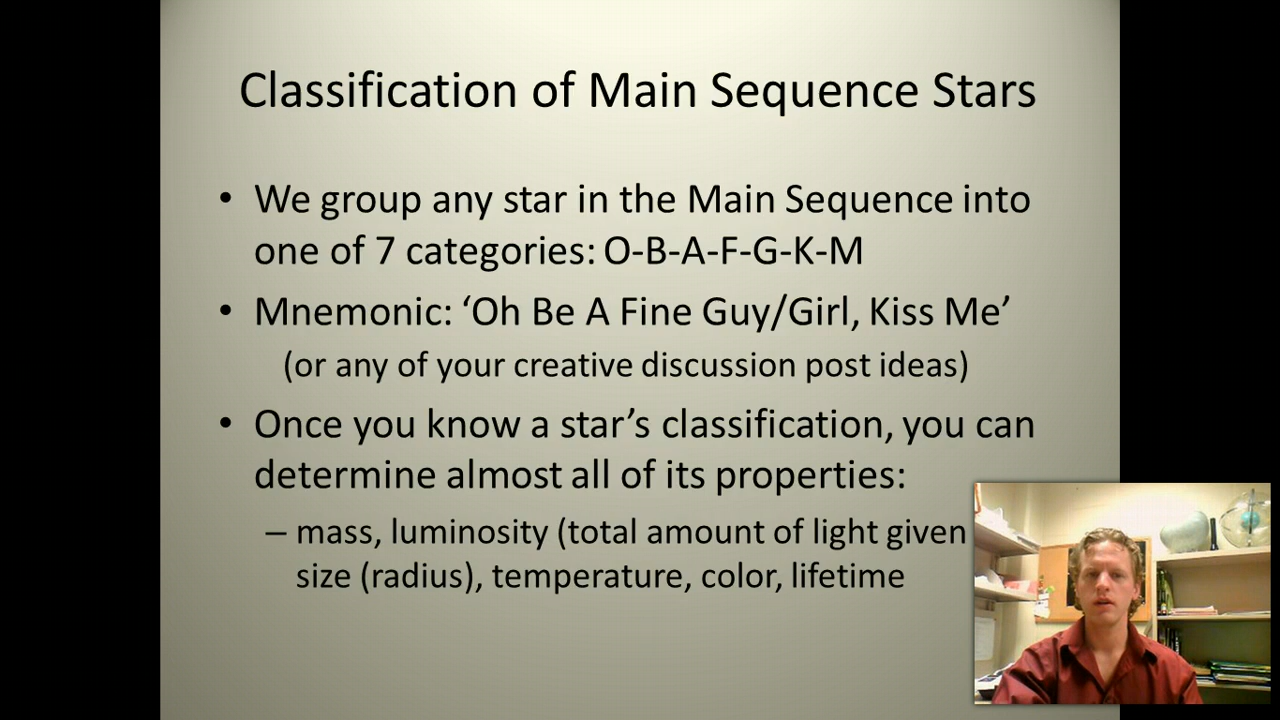 Classification of Main Sequence Stars
• We group any star in the Main Sequence into
one of 7 categories: O-B-A-F-G-K-M
• Mnemonic: ‘Oh Be A Fine Guy/Girl, Kiss Me’
(or any of your creative discussion post ideas)
• Once you know a star’s classification, you can
determine almost all of its properties:
– mass, luminosity (total amount of light given
size (radius), temperature, color, lifetime